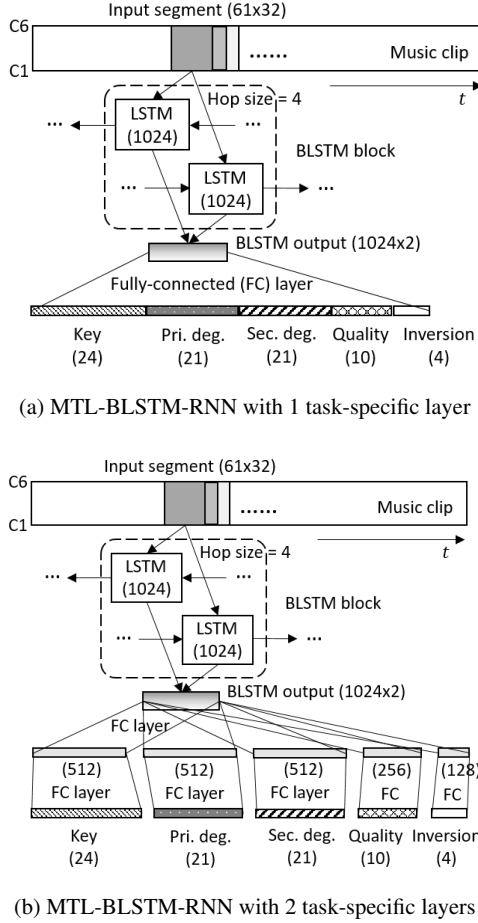 Input segment (61x32)
C6
......
Music clip
C1
t
Hop size = 4
LSTM
(1024)
...
...
BLSTM block
LSTM
(1024)
...
...
BLSTM output (1024x2)
Fully-connected (FC) layer
Key Pri. deg. Sec. deg. Quality Inversion
(24) (21) (21) (10) (4)
(a) MTL-BLSTM-RNN with 1 task-specific layer
Input segment (61x32)
C6
......
Music clip
C1
t
Hop size = 4
LSTM
(1024)
...
...
BLSTM block
LSTM
(1024)
...
...
BLSTM output (1024x2)
FC layer
(512) (512) (512) (256) (128)
FC layer FC layer FC layer FC FC
Key Pri. deg. Sec. deg. Quality Inversion
(24) (21) (21) (10) (4)
(b) MTL-BLSTM-RNN with 2 task-specific layers